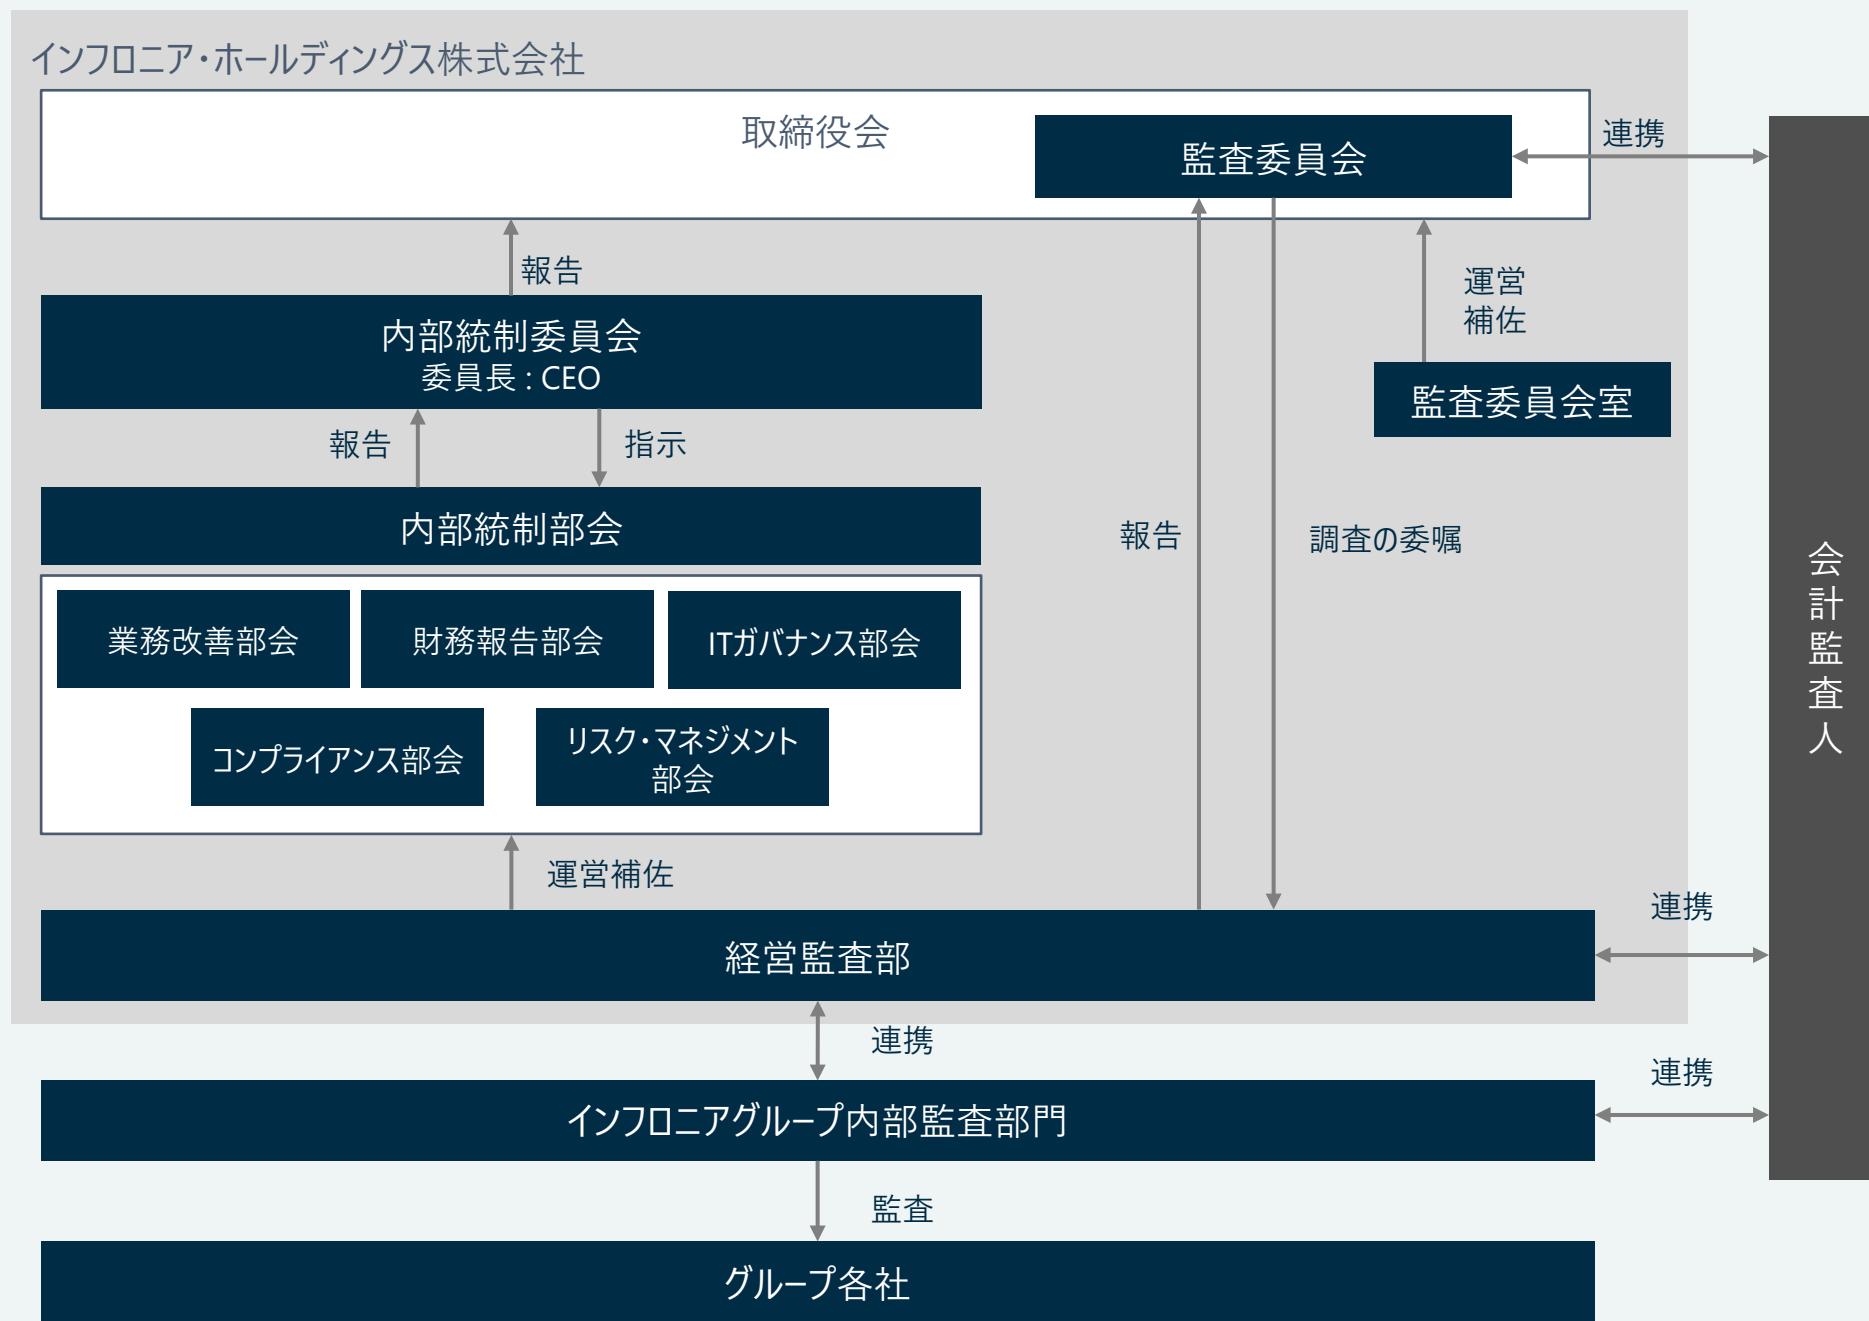 インフロニア・ホールディングス株式会社
取締役会
監査委員会
連携
報告
運営
補佐
内部統制委員会
委員長 : CEO
監査委員会室
報告
指示
内部統制部会
報告
調査の委嘱
業務改善部会
財務報告部会
ITガバナンス部会
コンプライアンス部会
リスク・マネジメント
部会
会計監査人
運営補佐
経営監査部
連携
連携
インフロニアグループ内部監査部門
連携
監査
グループ各社